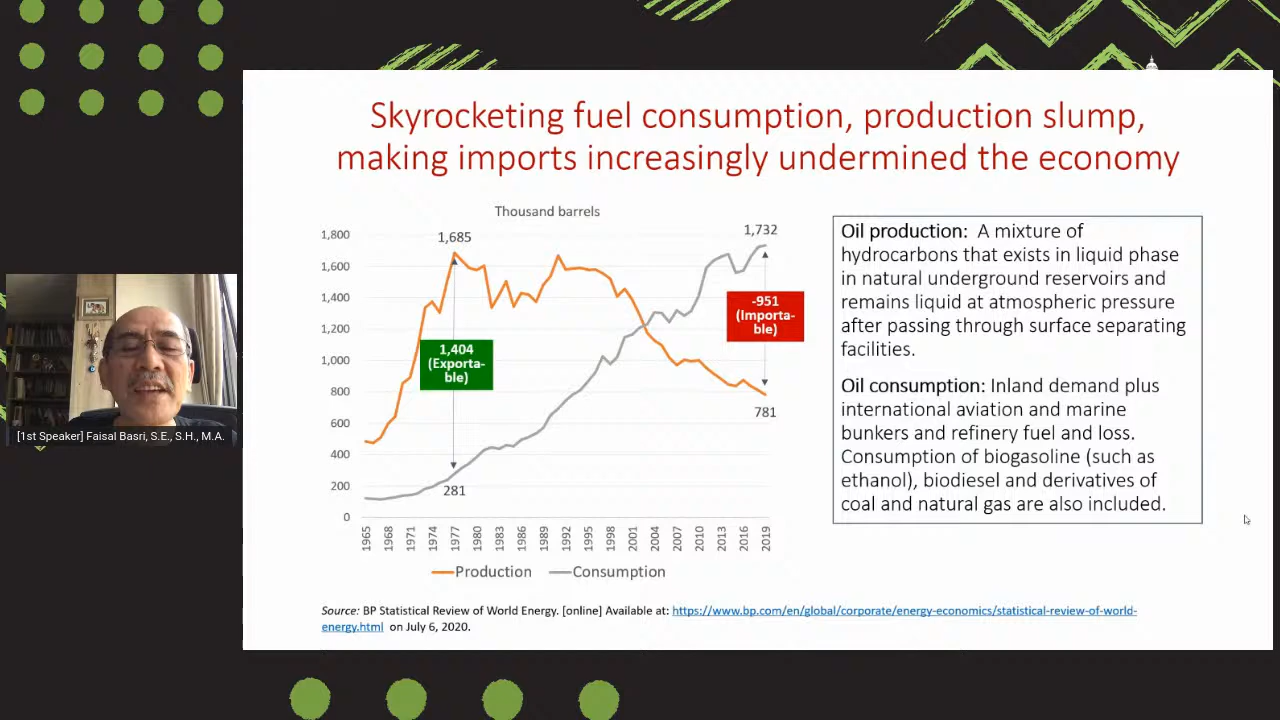 Skyrocketing fuel consumption, production slump,
making imports increasingly undermined the economy
Thousand barrels
1,800
1,600
1,400
1,200
1,000
800
600
400
200
0
1,685
1,404
(Exporta-
ble)
281
1,732
-951
(Importa-
ble)
781
1965
1968
1971
1974
1977
1980
1983
1986
1989
1992
1995
1998
2001
2004
2007
2010
2013
2016
2019
Production
Consumption
Oil production: A mixture of
hydrocarbons that exists in liquid phase
in natural underground reservoirs and
remains liquid at atmospheric pressure
after passing through surface separating
facilities.
Oil consumption: Inland demand plus
international aviation and marine
bunkers and refinery fuel and loss.
Consumption of biogasoline (such as
ethanol), biodiesel and derivatives of
coal and natural gas are also included.
Source: BP Statistical Review of World Energy. [online] Available at: https://www.bp.com/en/global/corporate/energy-economics/statistical-review-of-world-
energy.html on July 6, 2020.
[1st Speaker] Faisal Basri, S.E., S.H., M.A.